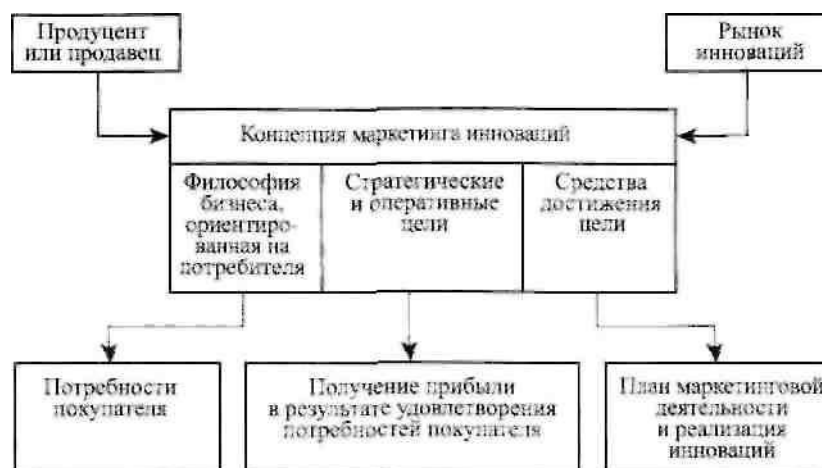 Продуцент
или продавец
Рынок
инноваций
Концепция маркетинга инноваций
Философия
бизнеса,
ориентиро-
ванная на
потребителя
Стратегические
и оперативные
цели
Средства
достижения
цели
Потребности
покупателя
Получение прибыли
в результате удовлетворения
потребностей покупателя
План маркетинговой
деятельности
и реализация
инноваций